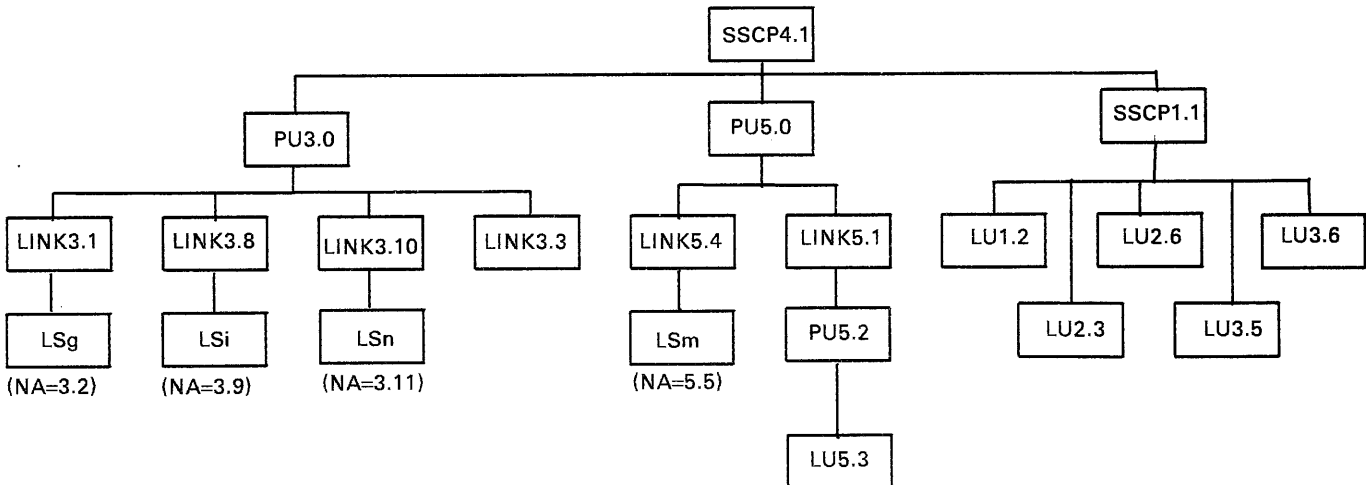 SSCP4.1
PU3.0
PU5.0
SSCP1.1
LINK3.1
LINK3.8
LINK3.10
LINK3.3
LINK5.4
LINK5.1
LU1.2
LU2.6
LU3.6
LSg
LSi
LSn
LSm
PU5.2
LU2.3
LU3.5
(NA=3.2)
(NA=3.9)
(NA=3.11)
(NA=5.5)
LU5.3